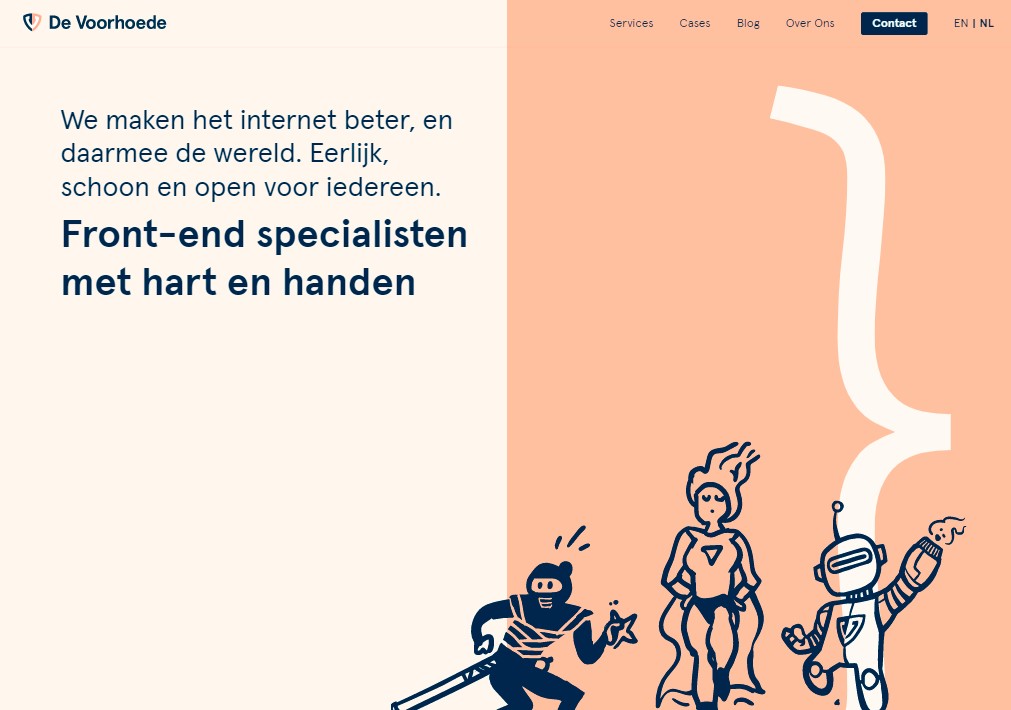 De Voorhoede
Services Cases Blog Over Ons Contact EN | NL
We maken het internet beter, en
daarmee de wereld. Eerlijk,
schoon en open voor iedereen.
Front-end specialisten
met hart en handen